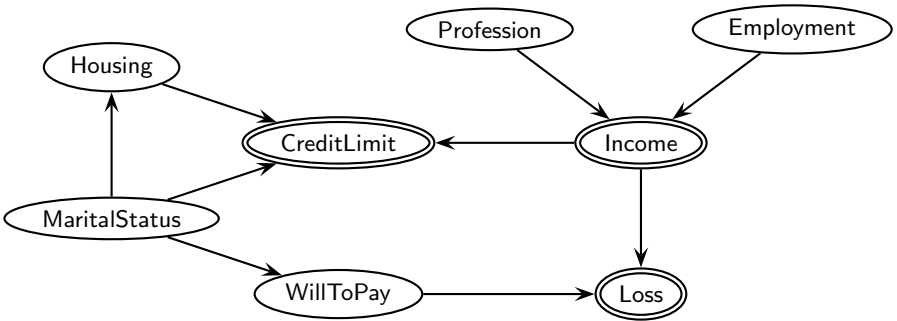 Profession
Employment
Housing
CreditLimit
Income
MaritalStatus
WillToPay
Loss